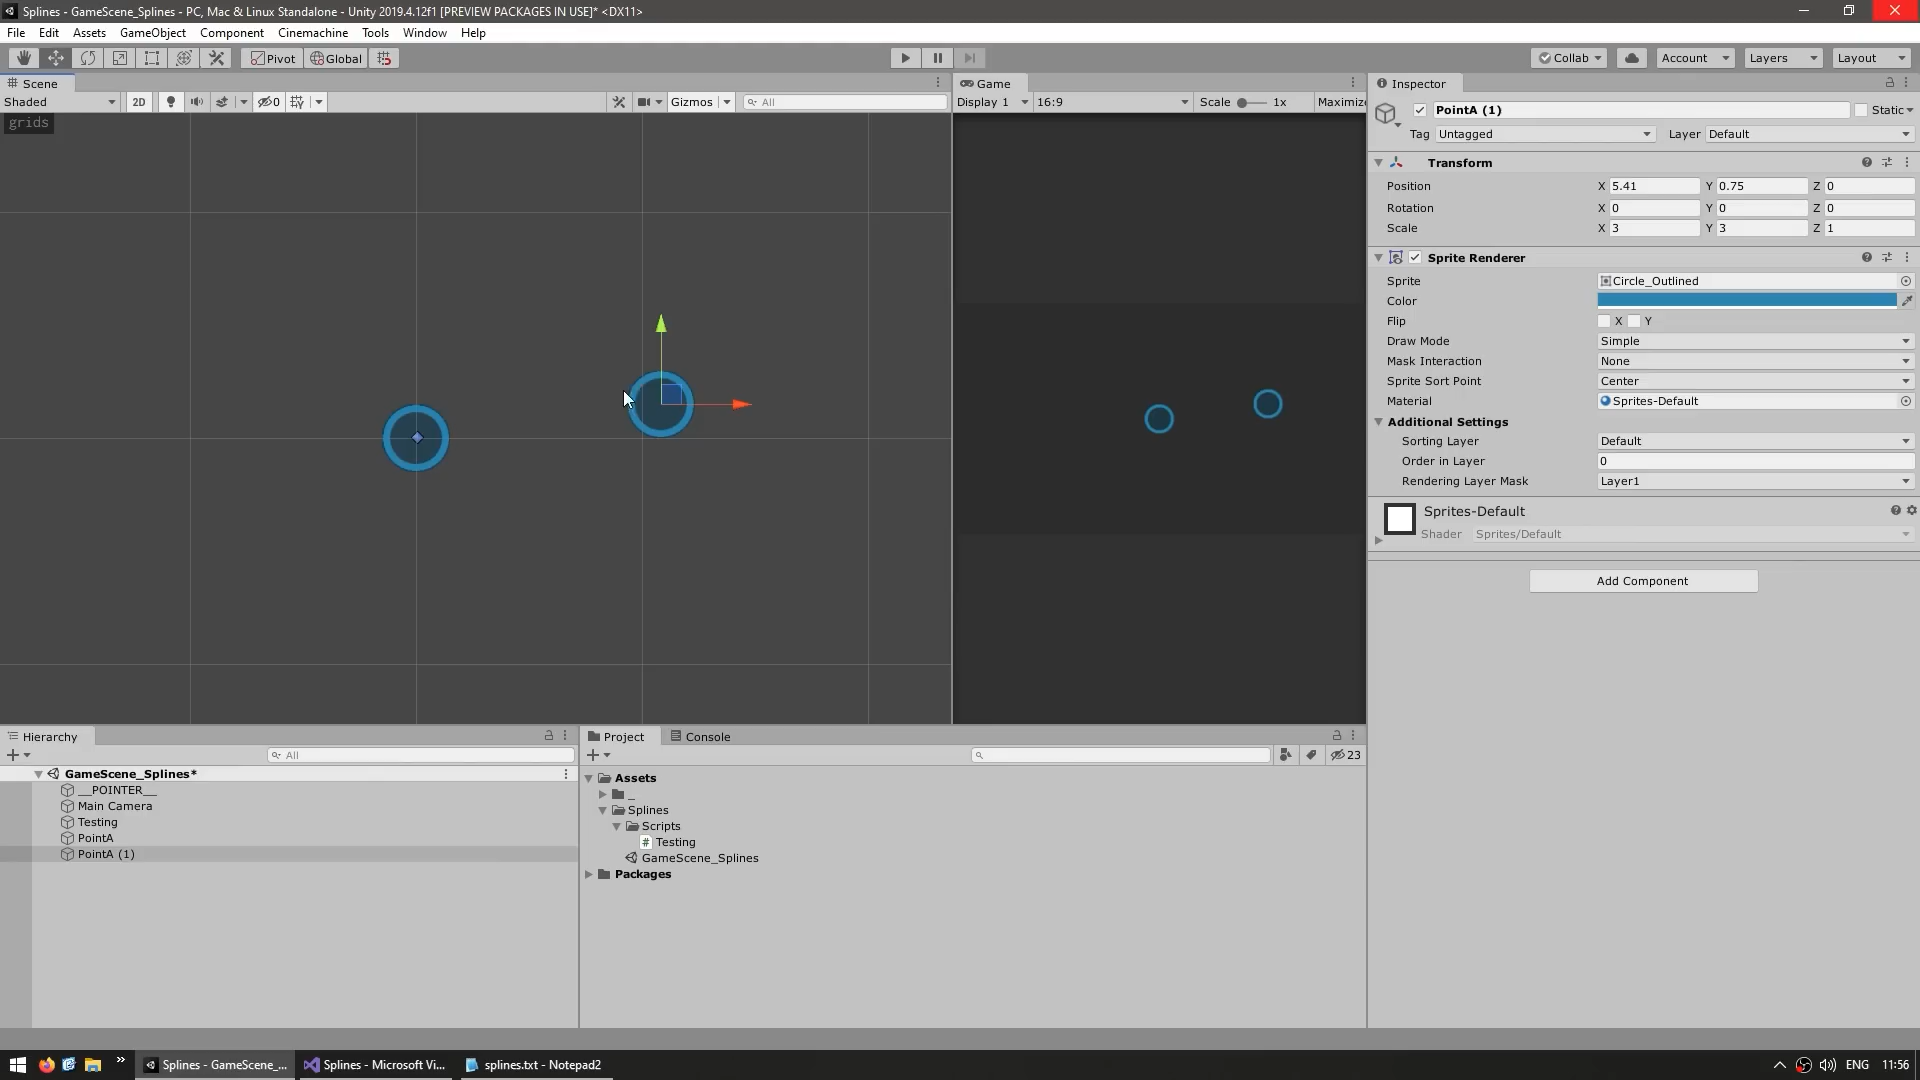 Splines - GameScene_Splines - PC, Mac & Linux Standalone - Unity 2019.4.12f1 [PREVIEW PACKAGES IN USE]* <DX11>
File Edit Assets GameObject Component Cinemachine Tools Window Help
Pivot Global Collab Account Layers Layout
Scene
Shaded 2D 0 Gizmos All
grids
Game
Display 1 16:9 Scale 1x Maximize
Inspector
PointA (1) Static
Tag Untagged Layer Default
Transform
Position X 5.41 Y 0.75 Z 0
Rotation X 0 Y 0 Z 0
Scale X 3 Y 3 Z 1
Sprite Renderer
Sprite Circle_Outlined
Color
Flip X Y
Draw Mode Simple
Mask Interaction None
Sprite Sort Point Center
Material Sprites-Default
Additional Settings
Sorting Layer Default
Order in Layer 0
Rendering Layer Mask Layer1
Sprites-Default
Shader Sprites/Default
Add Component
Hierarchy
All
GameScene_Splines*
__POINTER__
Main Camera
Testing
PointA
PointA (1)
Project Console
23
Assets
_
Splines
Scripts
# Testing
GameScene_Splines
Packages
Splines - GameScene_... Splines - Microsoft Vi... splines.txt - Notepad2 ENG 11:56